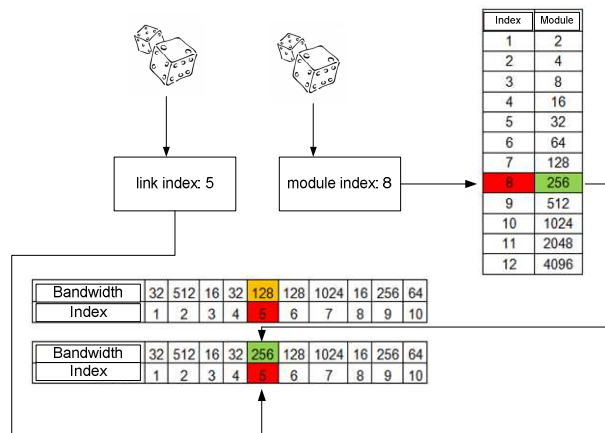 Index Module
1 2
2 4
3 8
4 16
5 32
6 64
7 128
8 256
9 512
10 1024
11 2048
12 4096
link index: 5
module index: 8
Bandwidth 32 512 16 32 128 128 1024 16 256 64
Index 1 2 3 4 5 6 7 8 9 10
Bandwidth 32 512 16 32 256 128 1024 16 256 64
Index 1 2 3 4 5 6 7 8 9 10